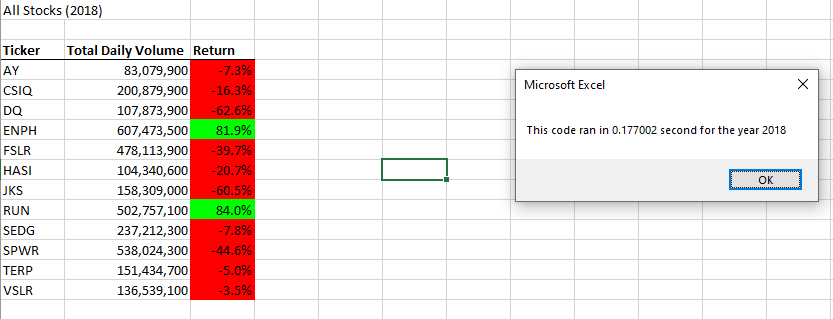 All Stocks (2018)
Ticker Total Daily Volume Return
AY 83,079,900 -7.3%
CSIQ 200,879,900 -16.3%
DQ 107,873,900 -62.6%
ENPH 607,473,500 81.9%
FSLR 478,113,900 -39.7%
HASI 104,340,600 -20.7%
JKS 158,309,000 -60.5%
RUN 502,757,100 84.0%
SEDG 237,212,300 -7.8%
SPWR 538,024,300 -44.6%
TERP 151,434,700 -5.0%
VSLR 136,539,100 -3.5%
Microsoft Excel
This code ran in 0.177002 second for the year 2018
OK